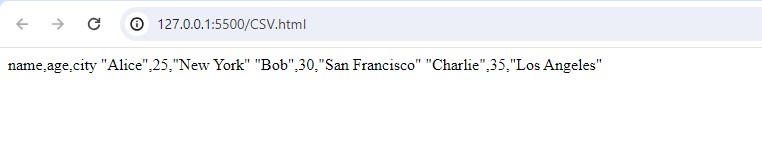 127.0.0.1:5500/CSV.html
name,age,city "Alice",25,"New York" "Bob",30,"San Francisco" "Charlie",35,"Los Angeles"